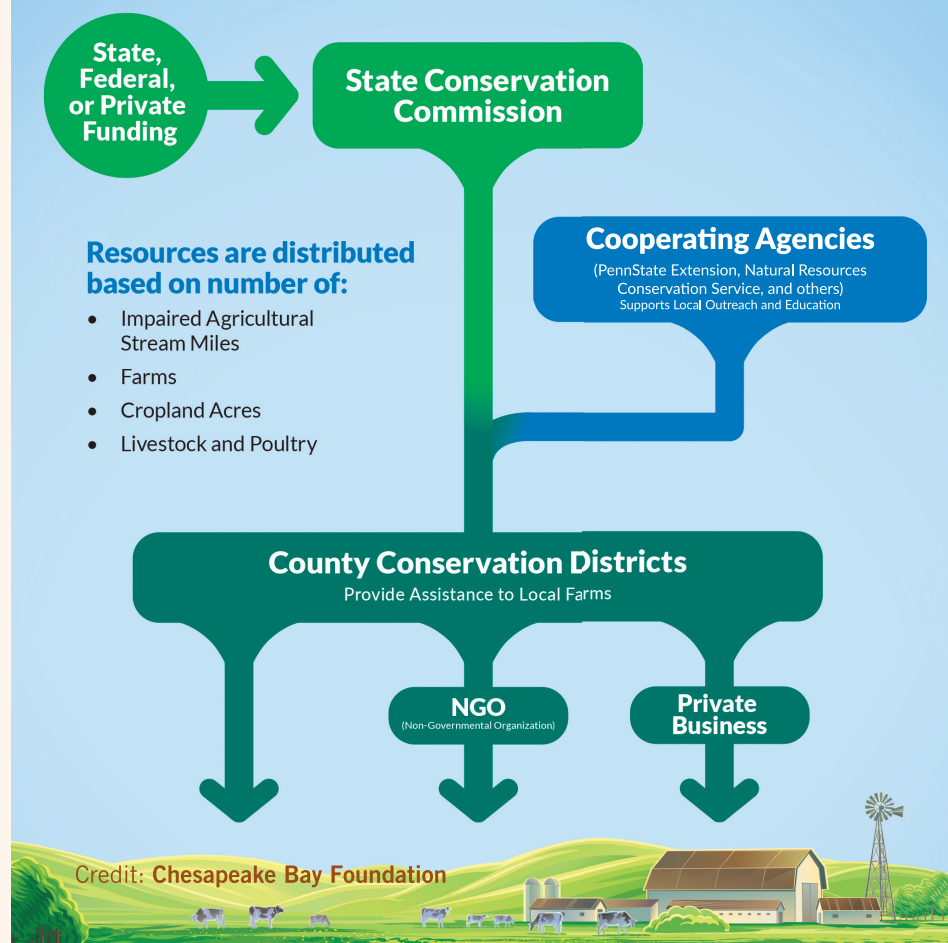 State,
Federal,
or Private
Funding
State Conservation
Commission
Resources are distributed
based on number of:
• Impaired Agricultural
Stream Miles
• Farms
• Cropland Acres
• Livestock and Poultry
Cooperating Agencies
(PennState Extension, Natural Resources
Conservation Service, and others)
Supports Local Outreach and Education
County Conservation Districts
Provide Assistance to Local Farms
NGO
(Non-Governmental Organization)
Private
Business
Credit: Chesapeake Bay Foundation